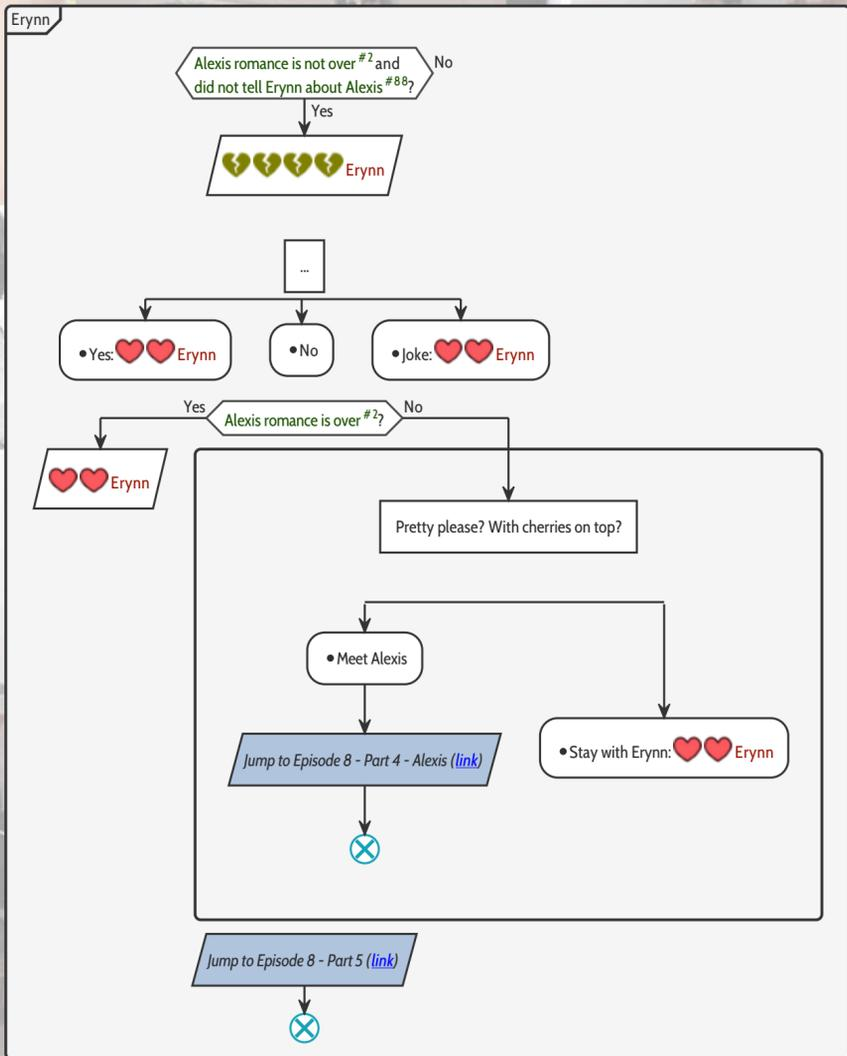 Erynn
Alexis romance is not over #2 and
did not tell Erynn about Alexis #88?
No
Yes
Erynn
...
Yes: Erynn
No
Joke: Erynn
Yes
Alexis romance is over #2?
No
Erynn
Pretty please? With cherries on top?
Meet Alexis
Jump to Episode 8 - Part 4 - Alexis (link)
Stay with Erynn: Erynn
Jump to Episode 8 - Part 5 (link)